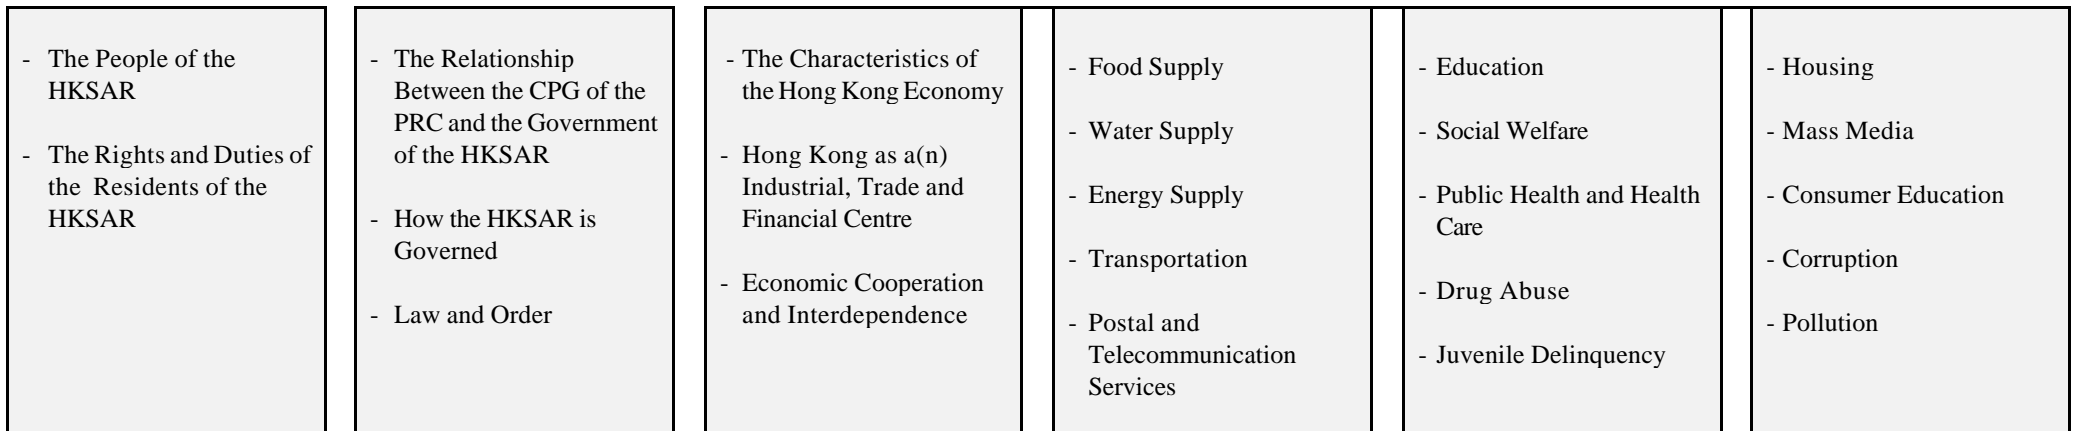 - The People of the
HKSAR
- The Rights and Duties of
the Residents of the
HKSAR
- The Relationship
Between the CPG of the
PRC and the Government
of the HKSAR
- How the HKSAR is
Governed
- Law and Order
- The Characteristics of
the Hong Kong Economy
- Hong Kong as a(n)
Industrial, Trade and
Financial Centre
- Economic Cooperation
and Interdependence
- Food Supply
- Water Supply
- Energy Supply
- Transportation
- Postal and
Telecommunication
Services
- Education
- Social Welfare
- Public Health and Health
Care
- Drug Abuse
- Juvenile Delinquency
- Housing
- Mass Media
- Consumer Education
- Corruption
- Pollution